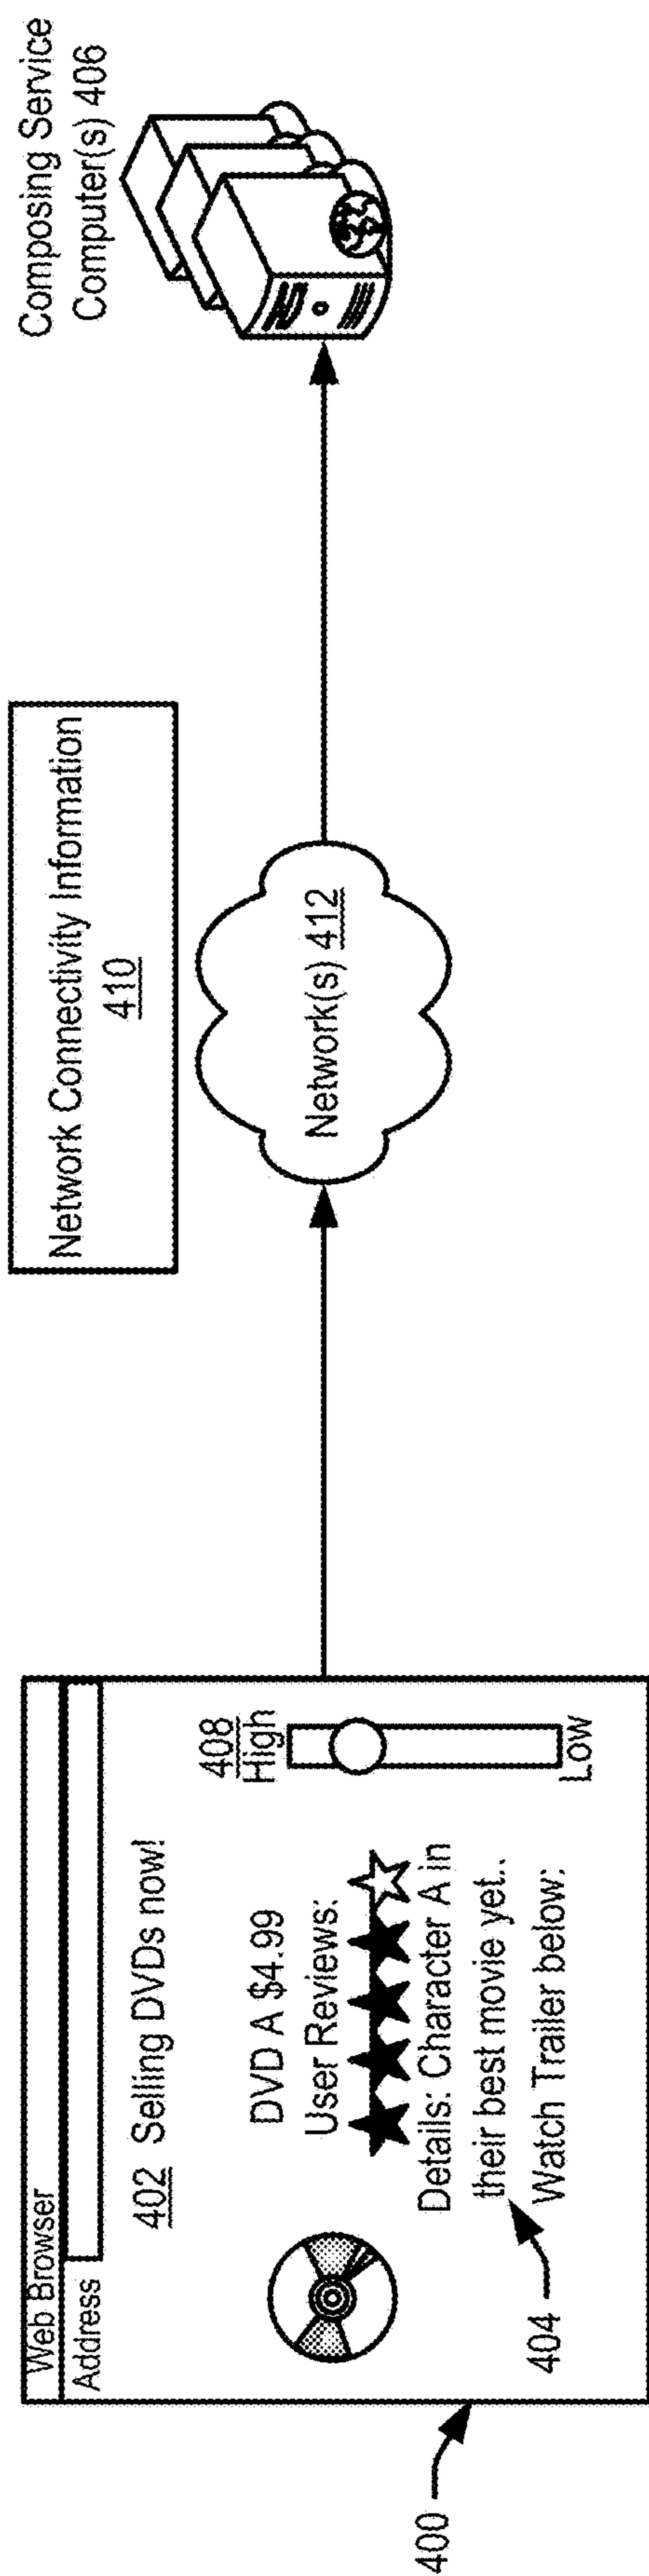 Web Browser
Address
402 Selling DVDs now!
DVD A $4.99
User Reviews:
Details: Character A in
their best movie yet..
Watch Trailer below:
408
High
Low
404
400
Network Connectivity Information
410
Network(s) 412
Composing Service
Computer(s) 406